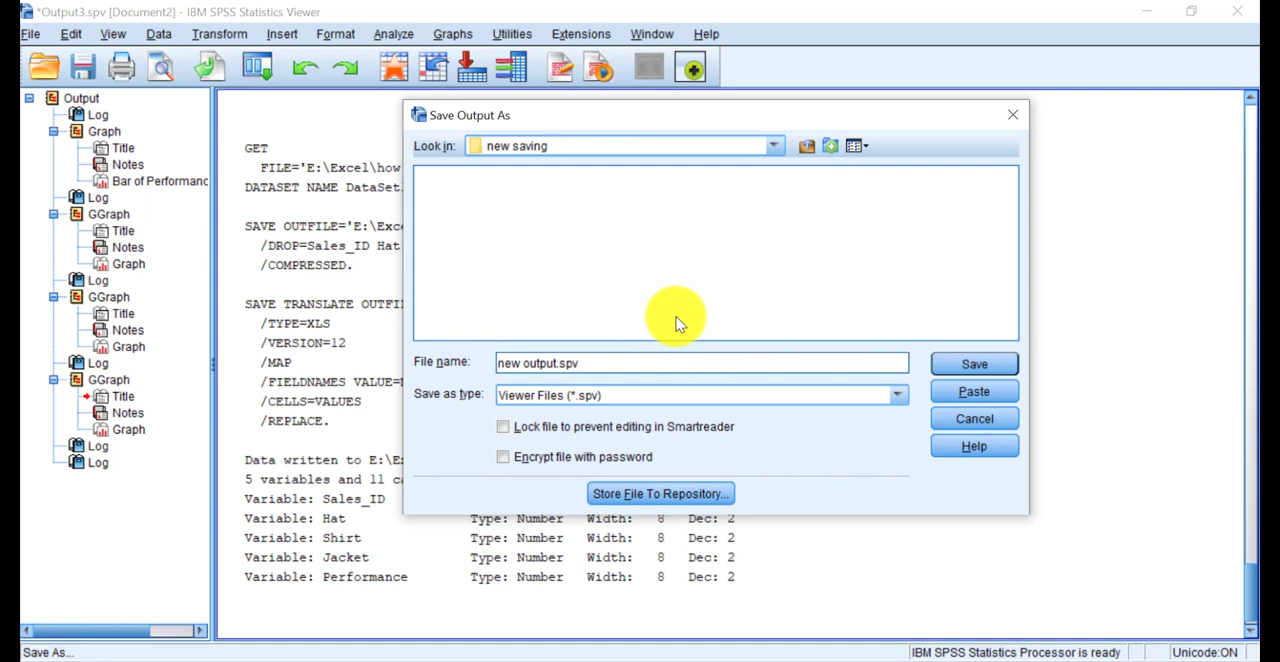 *Output3.spv [Document2] - IBM SPSS Statistics Viewer
File Edit View Data Transform Insert Format Analyze Graphs Utilities Extensions Window Help
Output
Log
Graph
Title
Notes
Bar of Performanc
Log
GGraph
Title
Notes
Graph
Log
GGraph
Title
Notes
Graph
Log
GGraph
Title
Notes
Graph
Log
Log
GET
FILE='E:\Excel\how
DATASET NAME DataSet
SAVE OUTFILE='E:\Exc
/DROP=Sales_ID Hat
/COMPRESSED.
SAVE TRANSLATE OUTFI
/TYPE=XLS
/VERSION=12
/MAP
/FIELDNAMES VALUE=
/CELLS=VALUES
/REPLACE.
Data written to E:\E
5 variables and 11 ca
Variable: Sales_ID
Variable: Hat Type: Number Width: 8 Dec: 2
Variable: Shirt Type: Number Width: 8 Dec: 2
Variable: Jacket Type: Number Width: 8 Dec: 2
Variable: Performance Type: Number Width: 8 Dec: 2
Save Output As
Look in: new saving
File name: new output.spv Save
Save as type: Viewer Files (*.spv) Paste
Cancel
Lock file to prevent editing in Smartreader
Help
Encrypt file with password
Store File To Repository...
Save As... IBM SPSS Statistics Processor is ready Unicode:ON